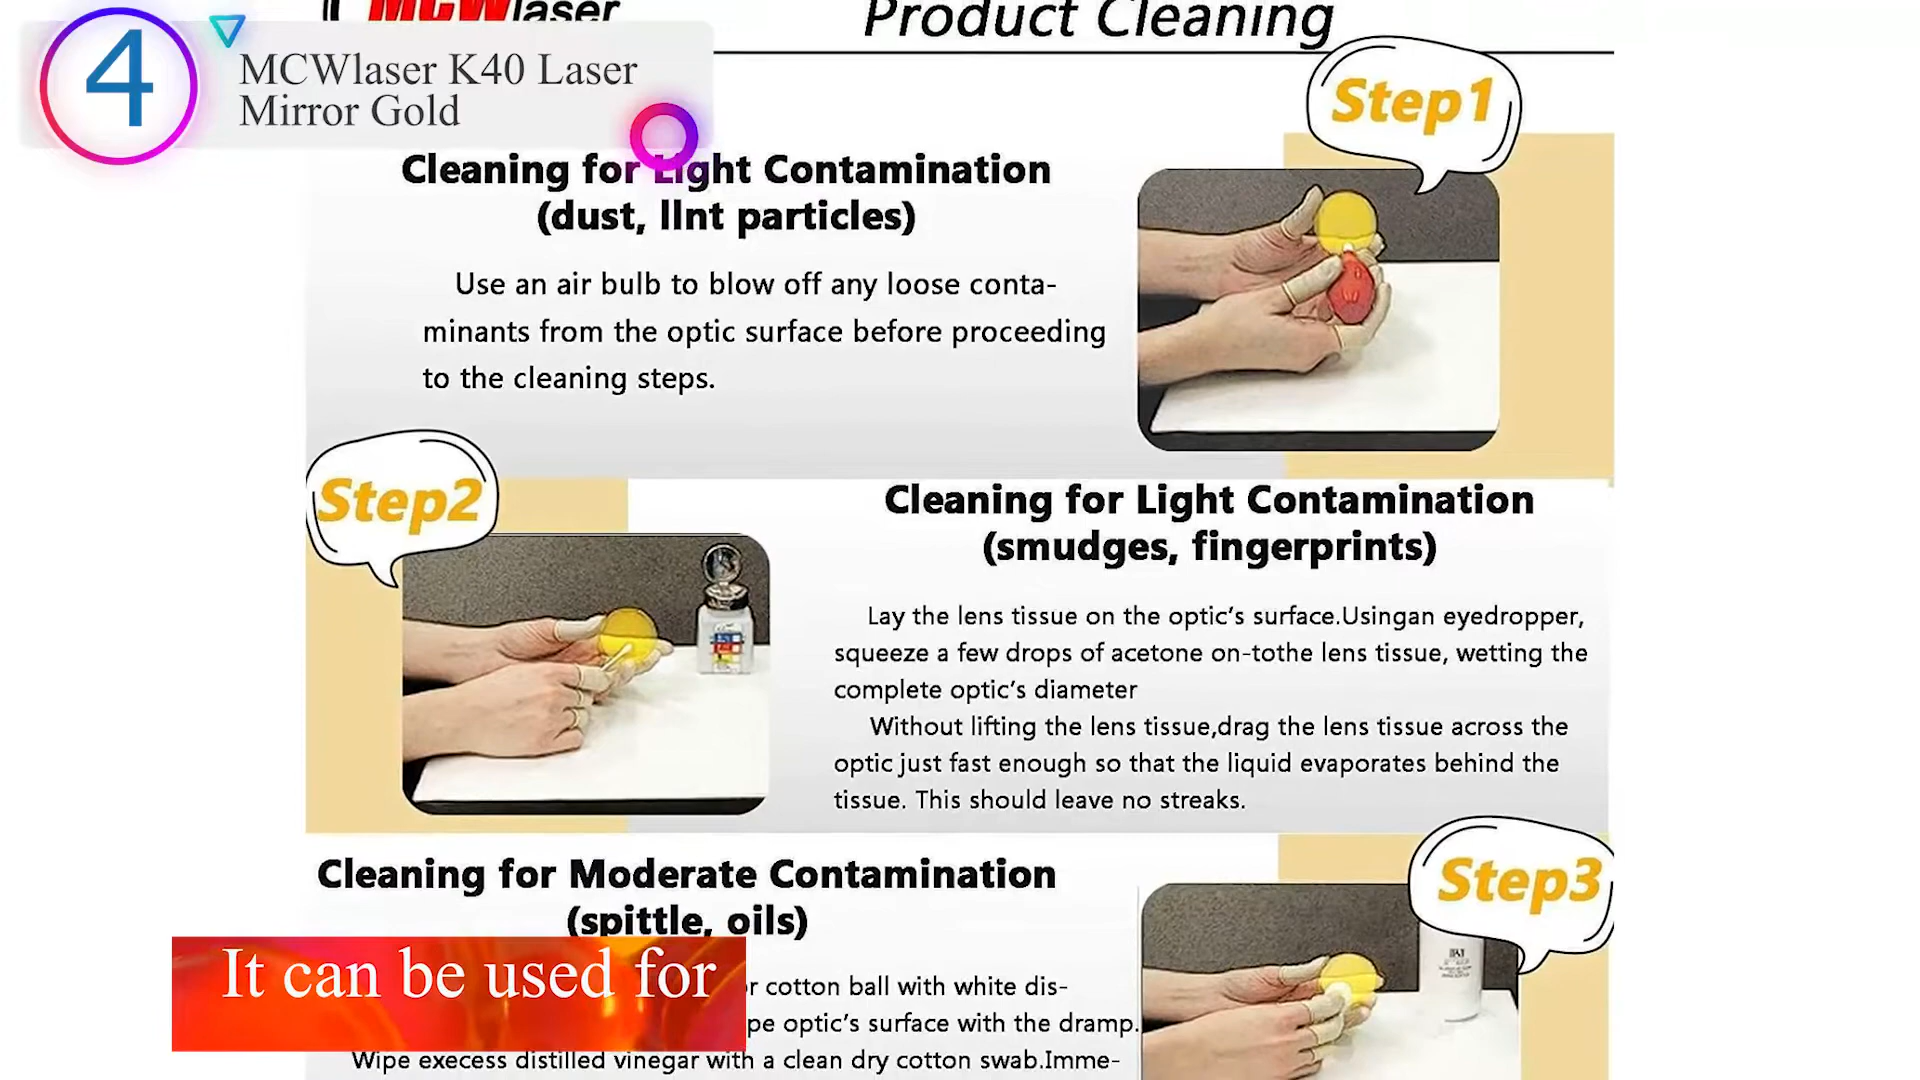 MCWlaser
Product Cleaning
4
MCWlaser K40 Laser
Mirror Gold
Step1
Cleaning for Light Contamination
(dust, llnt particles)
Use an air bulb to blow off any loose conta-
minants from the optic surface before proceeding
to the cleaning steps.
Step2
Cleaning for Light Contamination
(smudges, fingerprints)
Lay the lens tissue on the optic’s surface.Usingan eyedropper,
squeeze a few drops of acetone on-tothe lens tissue, wetting the
complete optic’s diameter
Without lifting the lens tissue,drag the lens tissue across the
optic just fast enough so that the liquid evaporates behind the
tissue. This should leave no streaks.
Step3
Cleaning for Moderate Contamination
(spittle, oils)
It can be used for
cotton ball with white dis-
optic’s surface with the dramp.
Wipe execess distilled vinegar with a clean dry cotton swab.Imme-